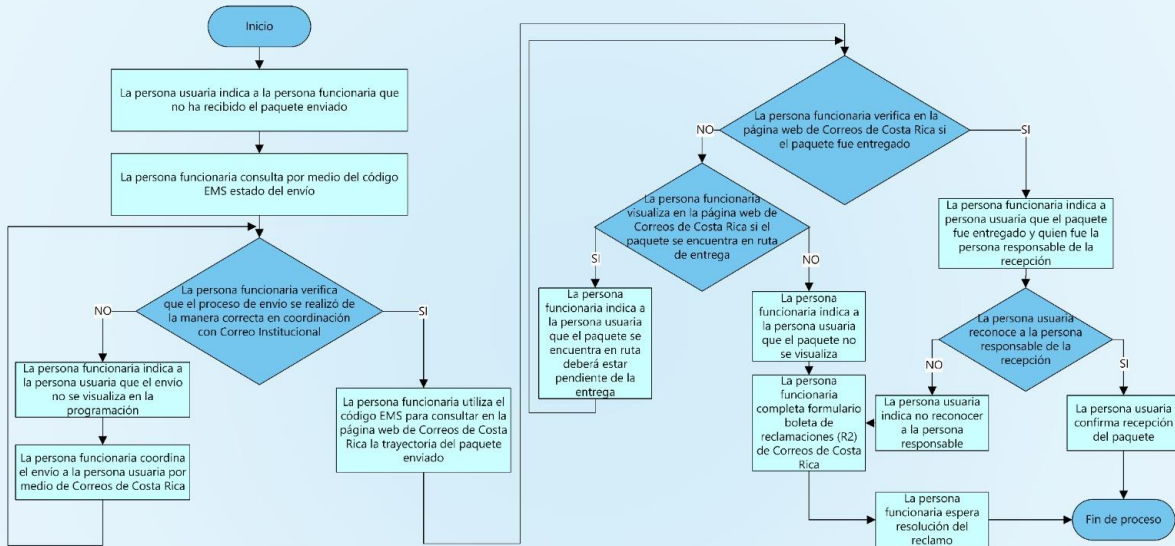 Inicio
La persona usuaria indica a la persona funcionaria que
no ha recibido el paquete enviado
La persona funcionaria consulta por medio del código
EMS estado del envío
La persona funcionaria verifica
que el proceso de envío se realizó de
la manera correcta en coordinación
con Correo Institucional
NO
SI
La persona funcionaria indica a
la persona usuaria que el envío
no se visualiza en la
programación
La persona funcionaria coordina
el envío a la persona usuaria por
medio de Correos de Costa Rica
La persona funcionaria utiliza el
código EMS para consultar en la
página web de Correos de Costa
Rica la trayectoria del paquete
enviado
La persona funcionaria verifica en la
página web de Correos de Costa Rica si
el paquete fue entregado
NO
SI
La persona funcionaria
visualiza en la página web de
Correos de Costa Rica si el
paquete se encuentra en ruta
de entrega
SI
NO
La persona
funcionaria indica a
la persona usuaria
que el paquete se
encuentra en ruta
deberá estar
pendiente de la
entrega
La persona
funcionaria indica a
la persona usuaria
que el paquete no
se visualiza
La persona
funcionaria
completa formulario
boleta de
reclamaciones (R2)
de Correos de Costa
Rica
La persona funcionaria indica a
persona usuaria que el paquete
fue entregado y quien fue la
persona responsable de la
recepción
La persona usuaria
reconoce a la persona
responsable de la
recepción
NO
SI
La persona usuaria
indica no reconocer
a la persona
responsable
La persona usuaria
confirma recepción
del paquete
La persona
funcionaria espera
resolución del
reclamo
Fin de proceso